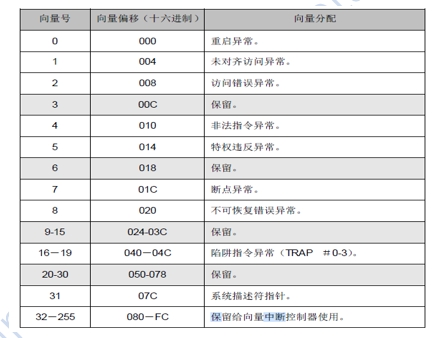 向量号 向量偏移（十六进制） 向量分配
0 000 重启异常。
1 004 未对齐访问异常。
2 008 访问错误异常。
3 00C 保留。
4 010 非法指令异常。
5 014 特权违反异常。
6 018 保留。
7 01C 断点异常。
8 020 不可恢复错误异常。
9-15 024-03C 保留。
16－19 040－04C 陷阱指令异常（TRAP #0-3）。
20-30 050-078 保留。
31 07C 系统描述符指针。
32－255 080－FC 保留给向量中断控制器使用。